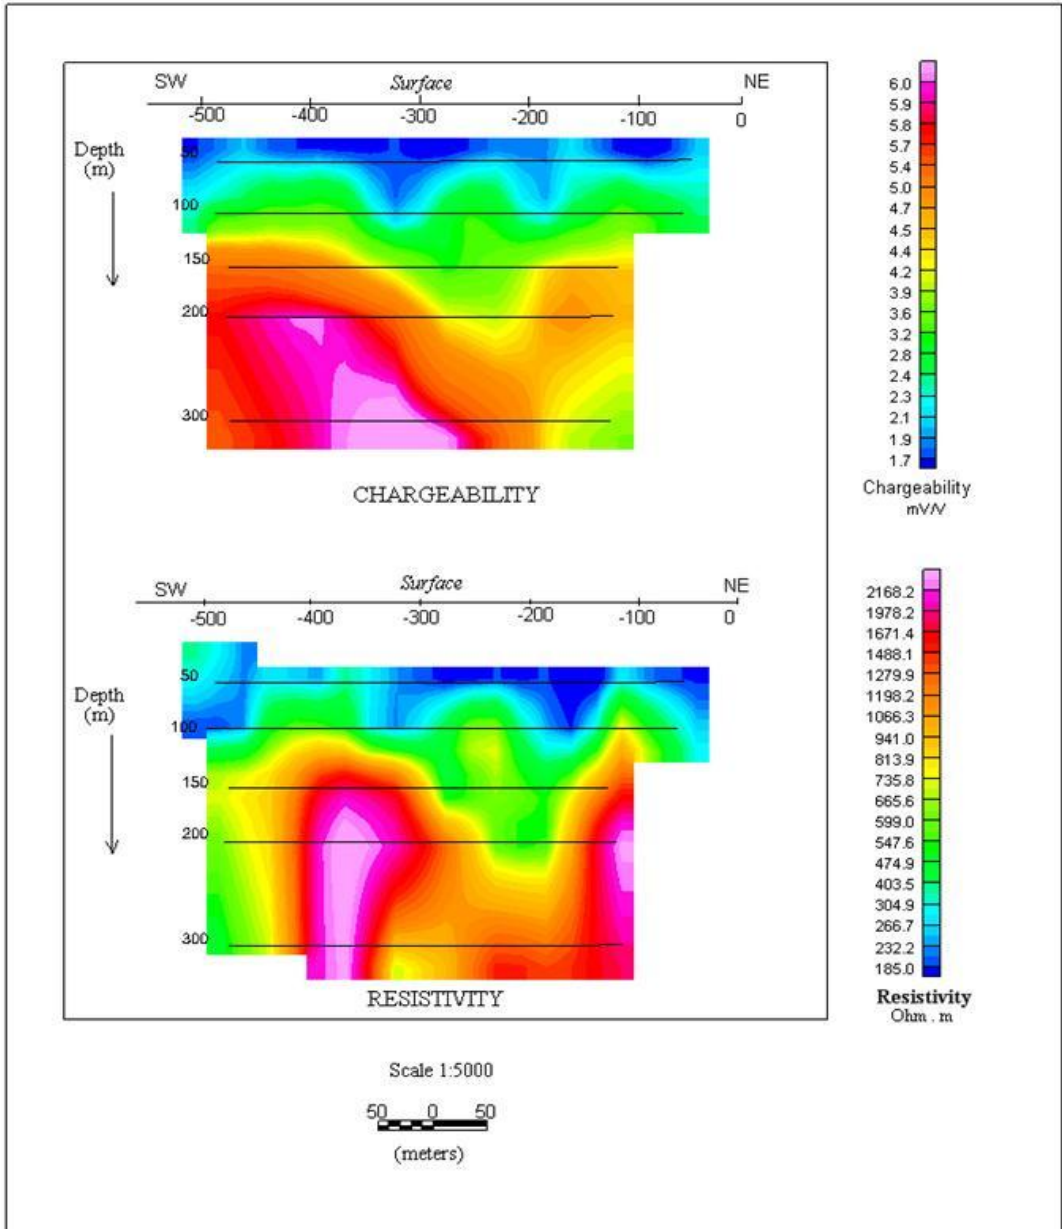 SW Surface NE
-500 -400 -300 -200 -100 0
Depth
(m)
50
100
150
200
300
CHARGEABILITY
6.0
5.9
5.8
5.7
5.4
5.0
4.7
4.5
4.4
4.2
3.9
3.6
3.2
2.8
2.4
2.3
2.1
1.9
1.7
Chargeability
mV/V
SW Surface NE
-500 -400 -300 -200 -100 0
Depth
(m)
50
100
150
200
300
RESISTIVITY
2168.2
1978.2
1671.4
1488.1
1279.9
1198.2
1066.3
941.0
813.9
735.8
665.6
599.0
547.6
474.9
403.5
304.9
266.7
232.2
185.0
Resistivity
Ohm . m
Scale 1:5000
50 0 50
(meters)